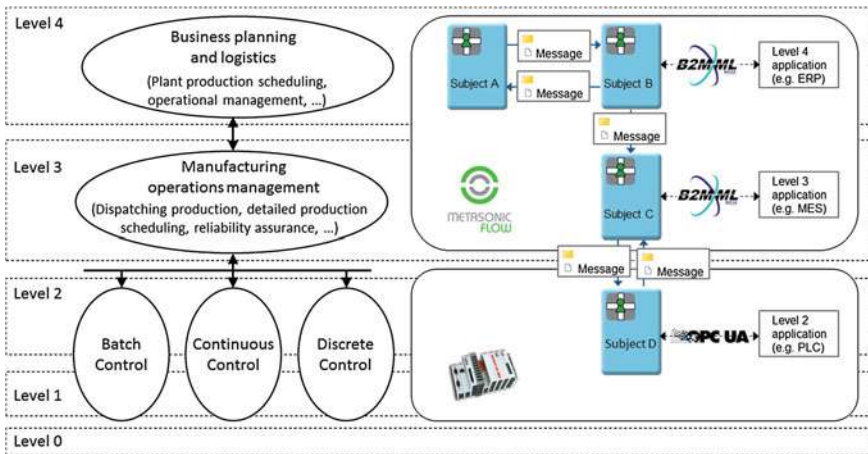 Level 4
Business planning
and logistics
(Plant production scheduling,
operational management, ...)
Level 3
Manufacturing
operations management
(Dispatching production, detailed production
scheduling, reliability assurance, ...)
Level 2
Batch
Control
Continuous
Control
Discrete
Control
Level 1
Level 0
Subject A
Message
Message
Subject B
B2MML
Level 4
application
(e.g. ERP)
Message
METASONIC
FLOW
Subject C
B2MML
Level 3
application
(e.g. MES)
Message
Message
Subject D
OPC UA
Level 2
application
(e.g. PLC)